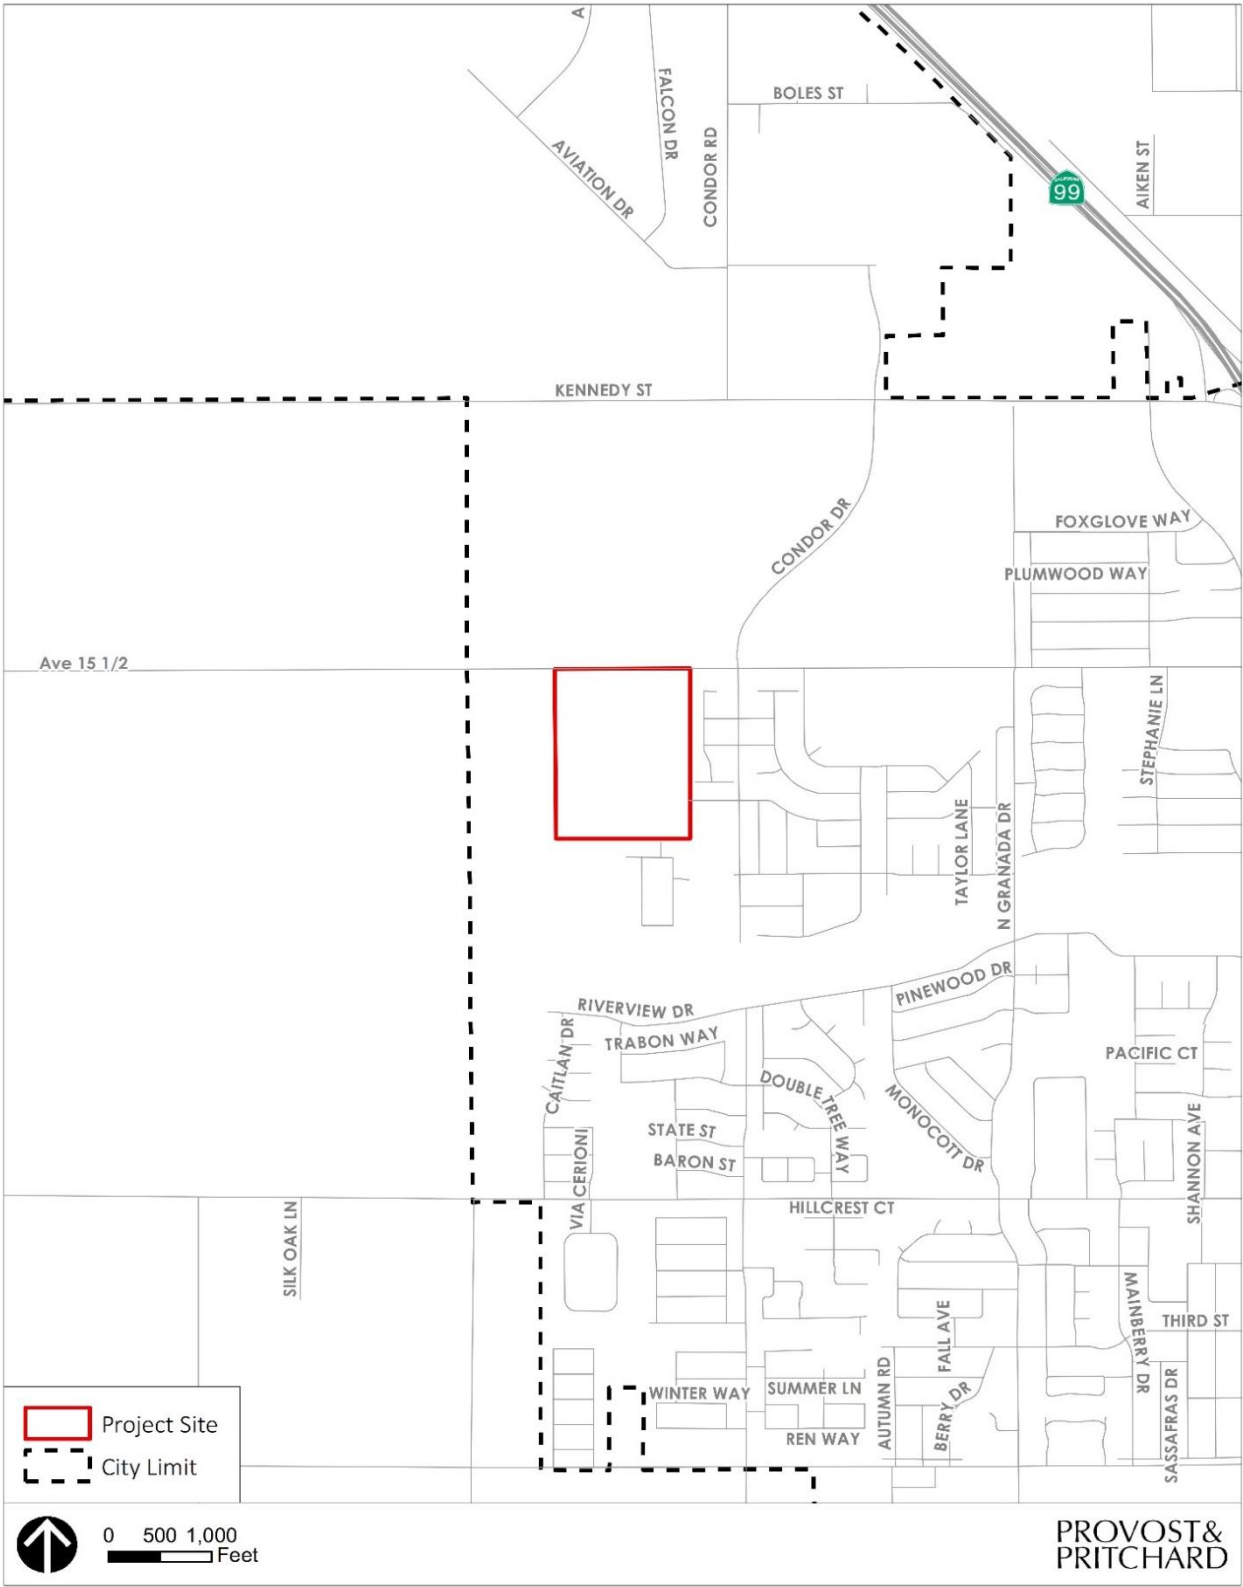 A
FALCON DR
BOLES ST
AVIATION DR
CONDOR RD
AIKEN ST
CALIFORNIA
99
KENNEDY ST
CONDOR DR
FOXGLOVE WAY
PLUMWOOD WAY
Ave 15 1/2
STEPHANIE LN
TAYLOR LANE
N GRANADA DR
PINEWOOD DR
RIVERVIEW DR
TRABON WAY
CAITLAN DR
PACIFIC CT
DOUBLE TREE WAY
MONOCOTT DR
STATE ST
BARON ST
SHANNON AVE
VIA CERIONI
HILLCREST CT
SILK OAK LN
MAINBERRY DR
THIRD ST
FALL AVE
AUTUMN RD
BERRY DR
WINTER WAY
SUMMER LN
SASSAFRAS DR
REN WAY
Project Site
City Limit
0 500 1,000
Feet
PROVOST&
PRITCHARD